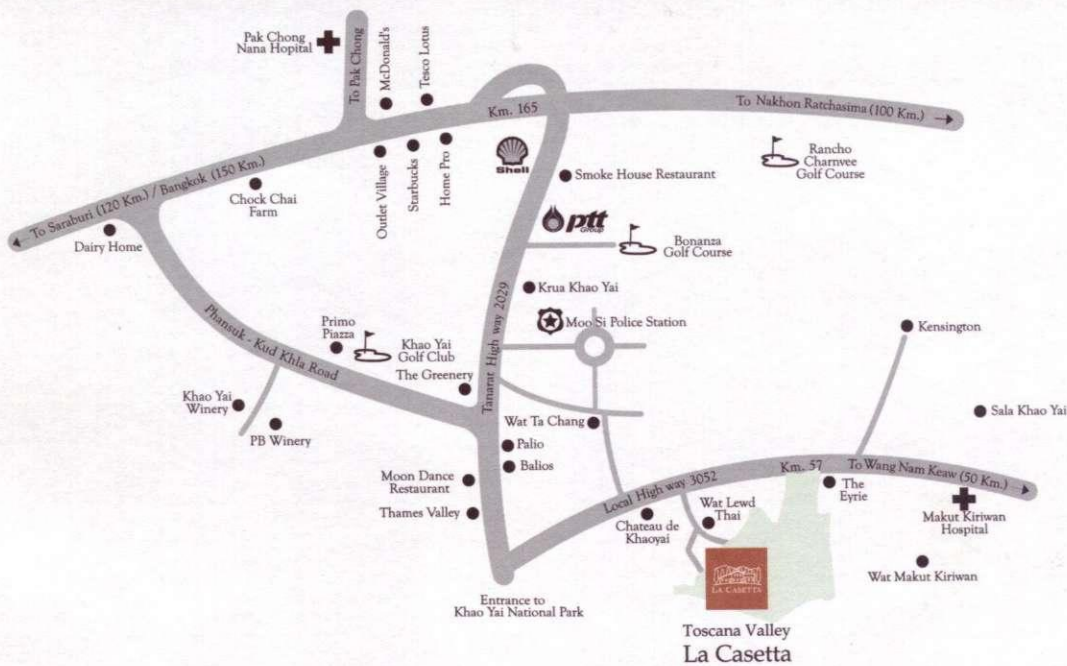 Pak Chong
Nana Hopital
To Pak Chong
McDonald's
Tesco Lotus
Km. 165
To Nakhon Ratchasima (100 Km.)
To Saraburi (120 Km.) / Bangkok (150 Km.)
Dairy Home
Chock Chai
Farm
Outlet Village
Starbucks
Home Pro
Shell
Smoke House Restaurant
Rancho
Charnvee
Golf Course
ptt
Group
Bonanza
Golf Course
Krua Khao Yai
Moo Si Police Station
Tanarat High way 2029
Phansuk - Kud Khla Road
Primo
Piazza
Khao Yai
Golf Club
The Greenery
Kensington
Khao Yai
Winery
PB Winery
Wat Ta Chang
Sala Khao Yai
Palio
Balios
Moon Dance
Restaurant
Thames Valley
Local High way 3052
Km. 57
To Wang Nam Keaw (50 Km.)
Chateau de
Khaoyai
Wat Lewd
Thai
The
Eyrie
Makut Kiriwan
Hospital
Wat Makut Kiriwan
Entrance to
Khao Yai National Park
LA CASETTA
Toscana Valley
La Casetta